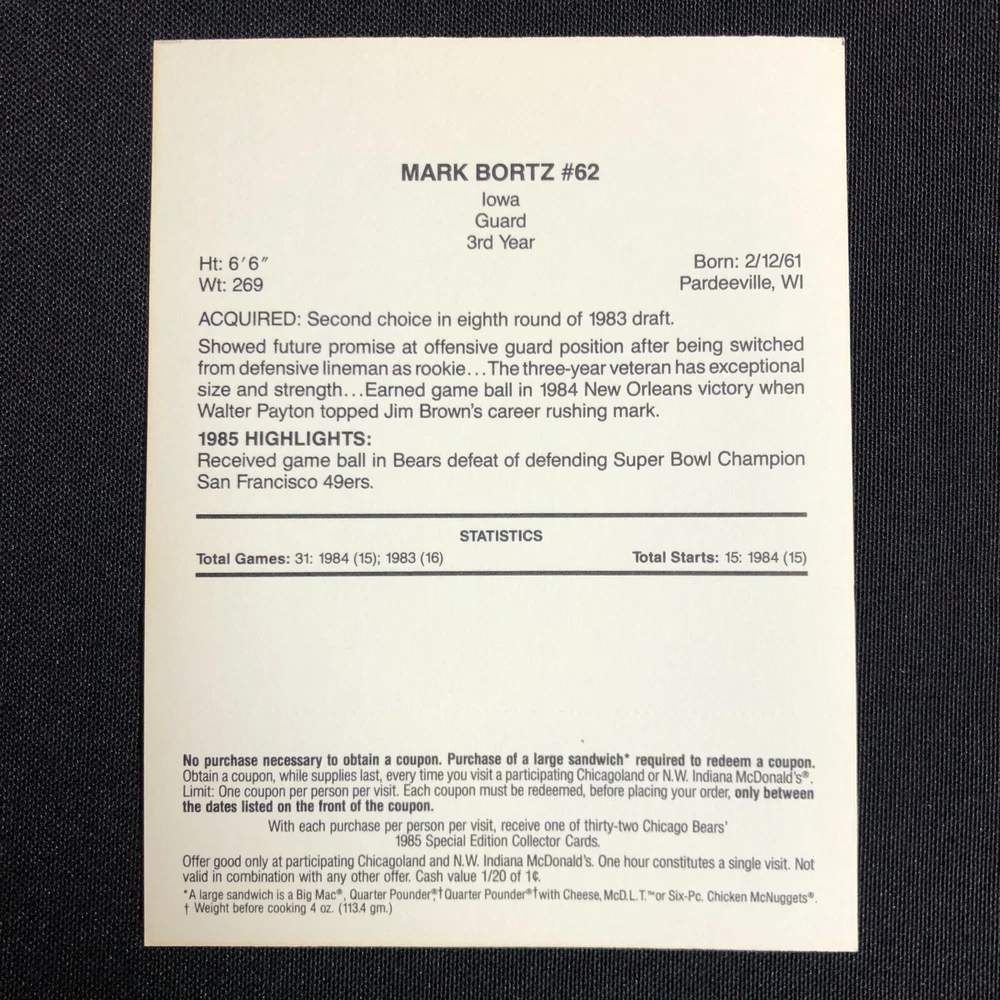 MARK BORTZ #62
Iowa
Guard
3rd Year
Ht: 6′6″
Born: 2/12/61
Wt: 269
Pardeeville, WI
ACQUIRED: Second choice in eighth round of 1983 draft.
Showed future promise at offensive guard position after being switched
from defensive lineman as rookie...The three-year veteran has exceptional
size and strength...Earned game ball in 1984 New Orleans victory when
Walter Payton topped Jim Brown's career rushing mark.
1985 HIGHLIGHTS:
Received game ball in Bears defeat of defending Super Bowl Champion
San Francisco 49ers.
STATISTICS
Total Games: 31: 1984 (15); 1983 (16)
Total Starts: 15: 1984 (15)
No purchase necessary to obtain a coupon. Purchase of a large sandwich* required to redeem a coupon.
Obtain a coupon, while supplies last, every time you visit a participating Chicagoland or N.W. Indiana McDonald's®.
Limit: One coupon per person per visit. Each coupon must be redeemed, before placing your order, only between
the dates listed on the front of the coupon.
With each purchase per person per visit, receive one of thirty-two Chicago Bears'
1985 Special Edition Collector Cards.
Offer good only at participating Chicagoland and N.W. Indiana McDonald's. One hour constitutes a single visit. Not
valid in combination with any other offer. Cash value 1/20 of 1¢.
*A large sandwich is a Big Mac®, Quarter Pounder®,† Quarter Pounder®† with Cheese, McD.L.T.™ or Six-Pc. Chicken McNuggets®.
† Weight before cooking 4 oz. (113.4 gm.)